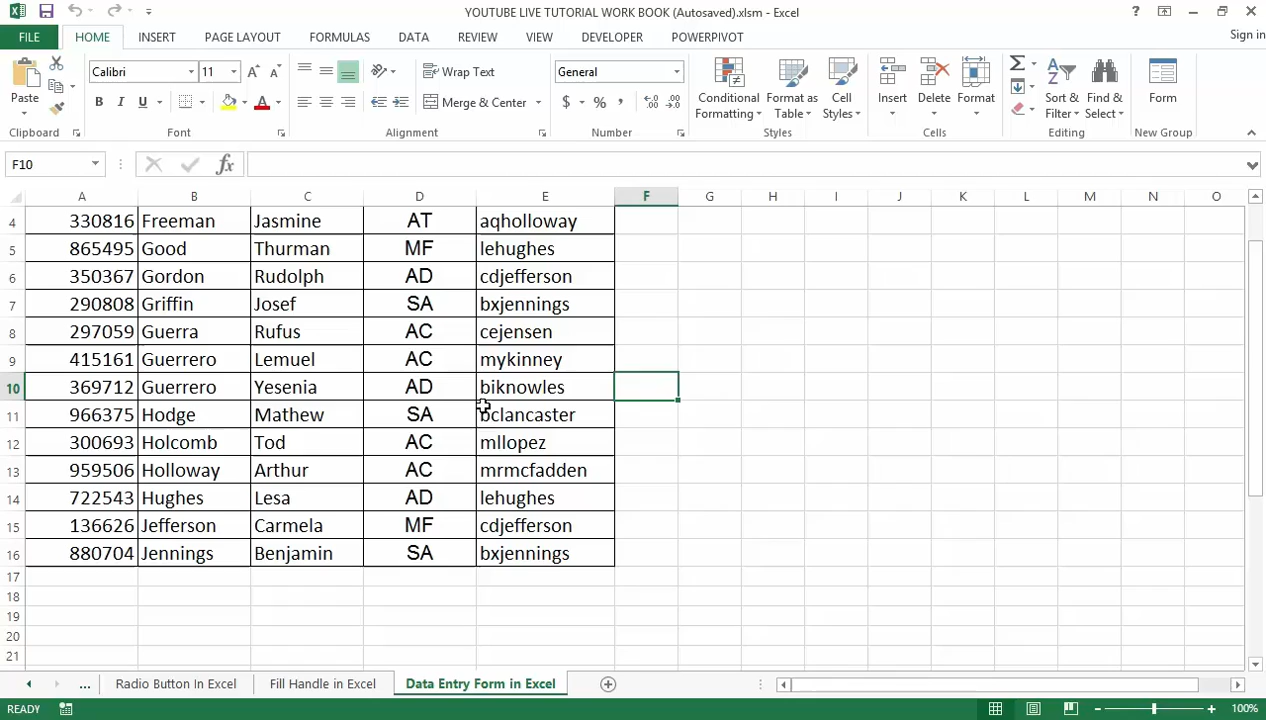 YOUTUBE LIVE TUTORIAL WORK BOOK (Autosaved).xlsm - Excel
?
FILE HOME INSERT PAGE LAYOUT FORMULAS DATA REVIEW VIEW DEVELOPER POWERPIVOT Sign in
Calibri 11 A A Wrap Text General
Paste B I U A Merge & Center $ % , Conditional Formatting Format as Table Cell Styles Insert Delete Format Sort & Filter Find & Select Form
Clipboard Font Alignment Number Styles Cells Editing New Group
F10 fx
A B C D E F G H I J K L M N O
4 330816 Freeman Jasmine AT aqholloway
5 865495 Good Thurman MF lehughes
6 350367 Gordon Rudolph AD cdjefferson
7 290808 Griffin Josef SA bxjennings
8 297059 Guerra Rufus AC cejensen
9 415161 Guerrero Lemuel AC mykinney
10 369712 Guerrero Yesenia AD biknowles
11 966375 Hodge Mathew SA bclancaster
12 300693 Holcomb Tod AC mllopez
13 959506 Holloway Arthur AC mrmcfadden
14 722543 Hughes Lesa AD lehughes
15 136626 Jefferson Carmela MF cdjefferson
16 880704 Jennings Benjamin SA bxjennings
17
18
19
20
21
... Radio Button In Excel Fill Handle in Excel Data Entry Form in Excel
READY 100%